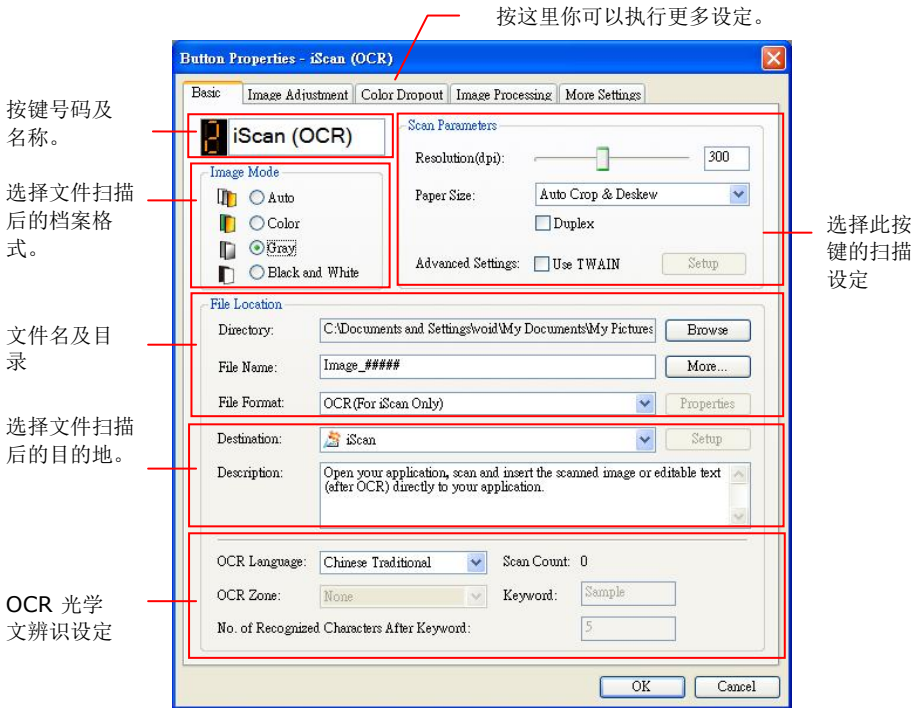 按这里你可以执行更多设定。
Button Properties - iScan (OCR)
Basic Image Adjustment Color Dropout Image Processing More Settings
按键号码及
名称。
2 iScan (OCR)
Scan Parameters
Resolution(dpi): 300
Paper Size: Auto Crop & Deskew
Duplex
Advanced Settings: Use TWAIN Setup
选择此按
键的扫描
设定
选择文件扫描
后的档案格
式。
Image Mode
Auto
Color
Gray
Black and White
文件名及目
录
File Location
Directory: C:\Documents and Settings\void\My Documents\My Pictures Browse
File Name: Image_##### More...
File Format: OCR(For iScan Only) Properties
选择文件扫描
后的目的地。
Destination: iScan Setup
Description: Open your application, scan and insert the scanned image or editable text
(after OCR) directly to your application.
OCR 光学
文辨识设定
OCR Language: Chinese Traditional Scan Count: 0
OCR Zone: None Keyword: Sample
No. of Recognized Characters After Keyword: 5
OK Cancel